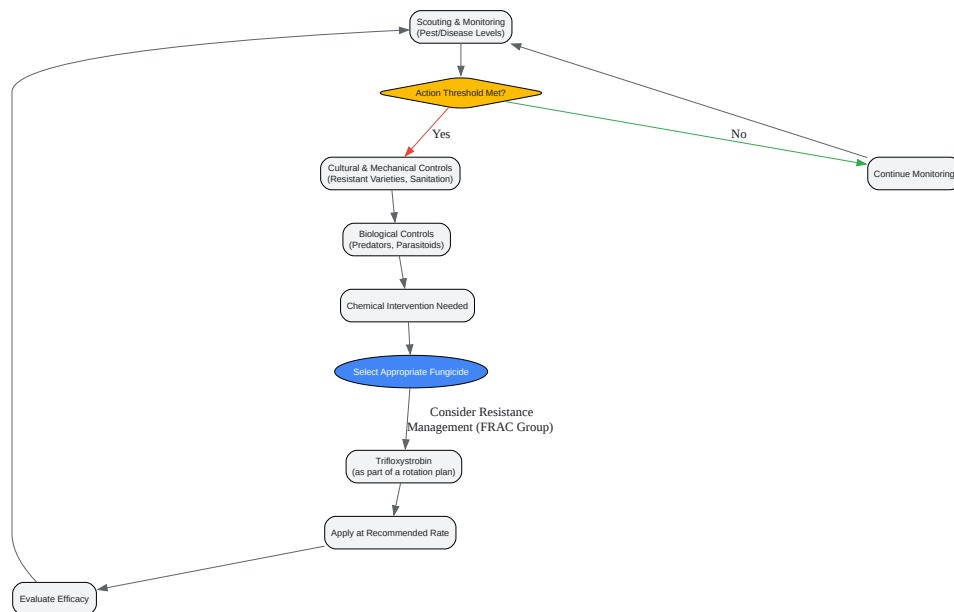 Scouting & Monitoring
(Pest/Disease Levels)
Action Threshold Met?
Yes
No
Cultural & Mechanical Controls
(Resistant Varieties, Sanitation)
Continue Monitoring
Biological Controls
(Predators, Parasitoids)
Chemical Intervention Needed
Select Appropriate Fungicide
Consider Resistance
Management (FRAC Group)
Trifloxystrobin
(as part of a rotation plan)
Apply at Recommended Rate
Evaluate Efficacy